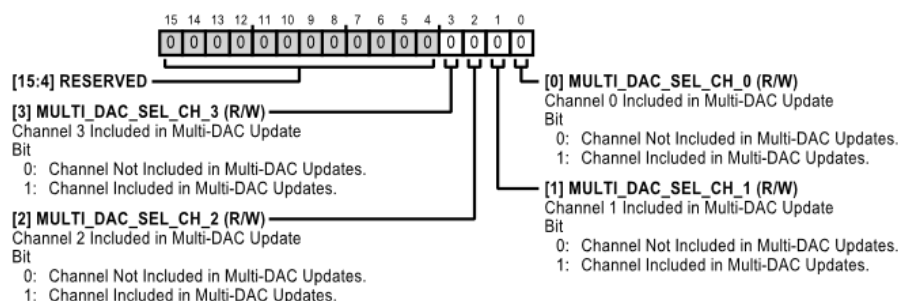 15 14 13 12 11 10 9 8 7 6 5 4 3 2 1 0
0 0 0 0 0 0 0 0 0 0 0 0 0 0 0 0
[15:4] RESERVED
[3] MULTI_DAC_SEL_CH_3 (R/W)
Channel 3 Included in Multi-DAC Update
Bit
0: Channel Not Included in Multi-DAC Updates.
1: Channel Included in Multi-DAC Updates.
[2] MULTI_DAC_SEL_CH_2 (R/W)
Channel 2 Included in Multi-DAC Update
Bit
0: Channel Not Included in Multi-DAC Updates.
1: Channel Included in Multi-DAC Updates.
[0] MULTI_DAC_SEL_CH_0 (R/W)
Channel 0 Included in Multi-DAC Update
Bit
0: Channel Not Included in Multi-DAC Updates.
1: Channel Included in Multi-DAC Updates.
[1] MULTI_DAC_SEL_CH_1 (R/W)
Channel 1 Included in Multi-DAC Update
Bit
0: Channel Not Included in Multi-DAC Updates.
1: Channel Included in Multi-DAC Updates.